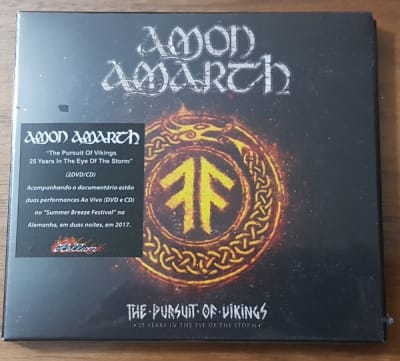 AMON
AMARTH
AMON AMARTH
"The Pursuit Of Vikings
25 Years In The Eye Of The Storm"
(2DVD/CD)
Acompanhando o documentário estão
duas performances Ao Vivo (DVD e CD)
no "Summer Breeze Festival" na
Alemanha, em duas noites, em 2017.
Hellion
THE · PURSUIT · OF · VIKINGS
• 25 YEARS IN THE EYE OF THE STORM •